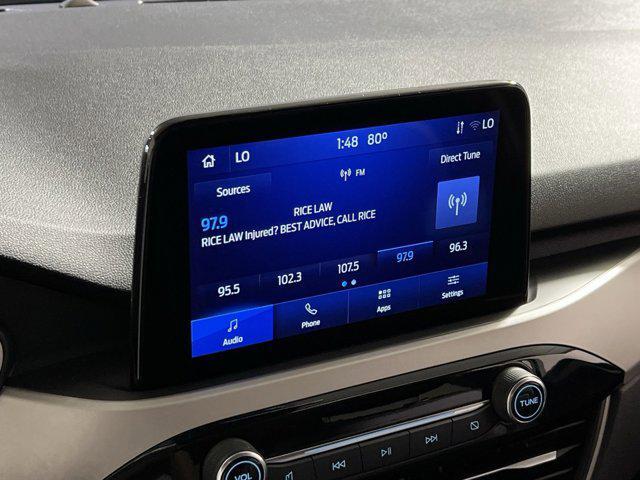 LO 1:48 80° LO
Sources FM Direct Tune
97.9 RICE LAW
RICE LAW Injured? BEST ADVICE, CALL RICE
95.5 102.3 107.5 97.9 96.3
Audio Phone Apps Settings
TUNE
VOL